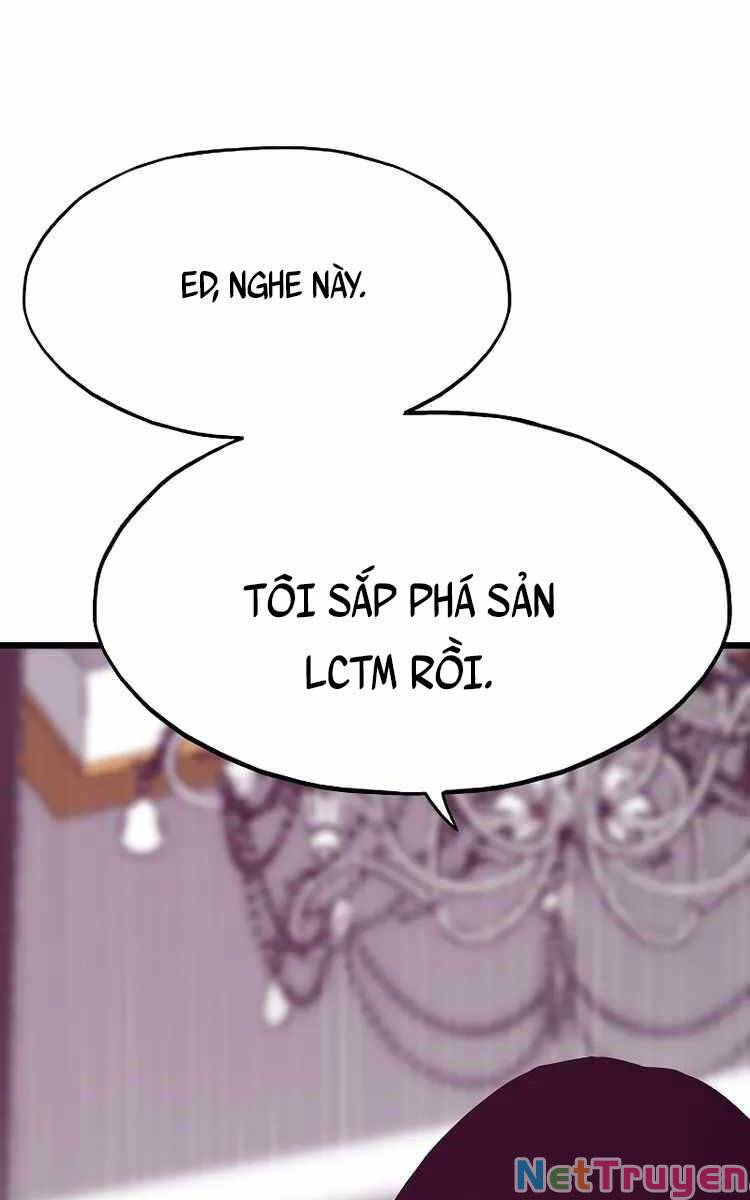 ED, NGHE NÀY.
TÔI SẮP PHÁ SẢN
LCTM RỒI.
NetTruyen